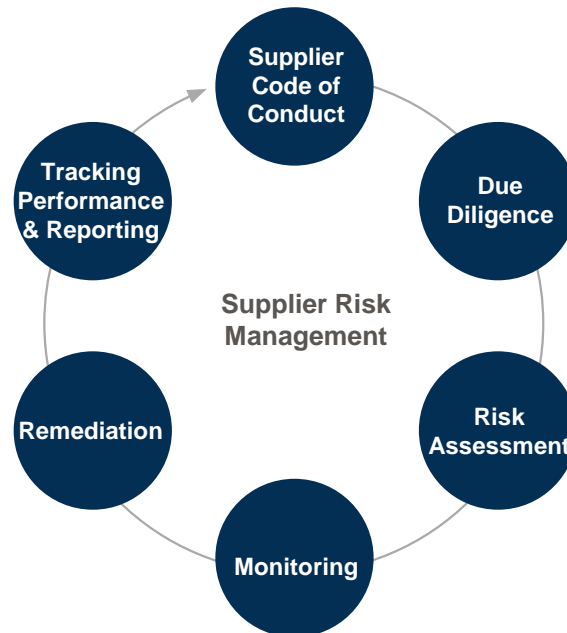 Supplier
Code of
Conduct
Due
Diligence
Risk
Assessment
Monitoring
Remediation
Tracking
Performance
& Reporting
Supplier Risk
Management